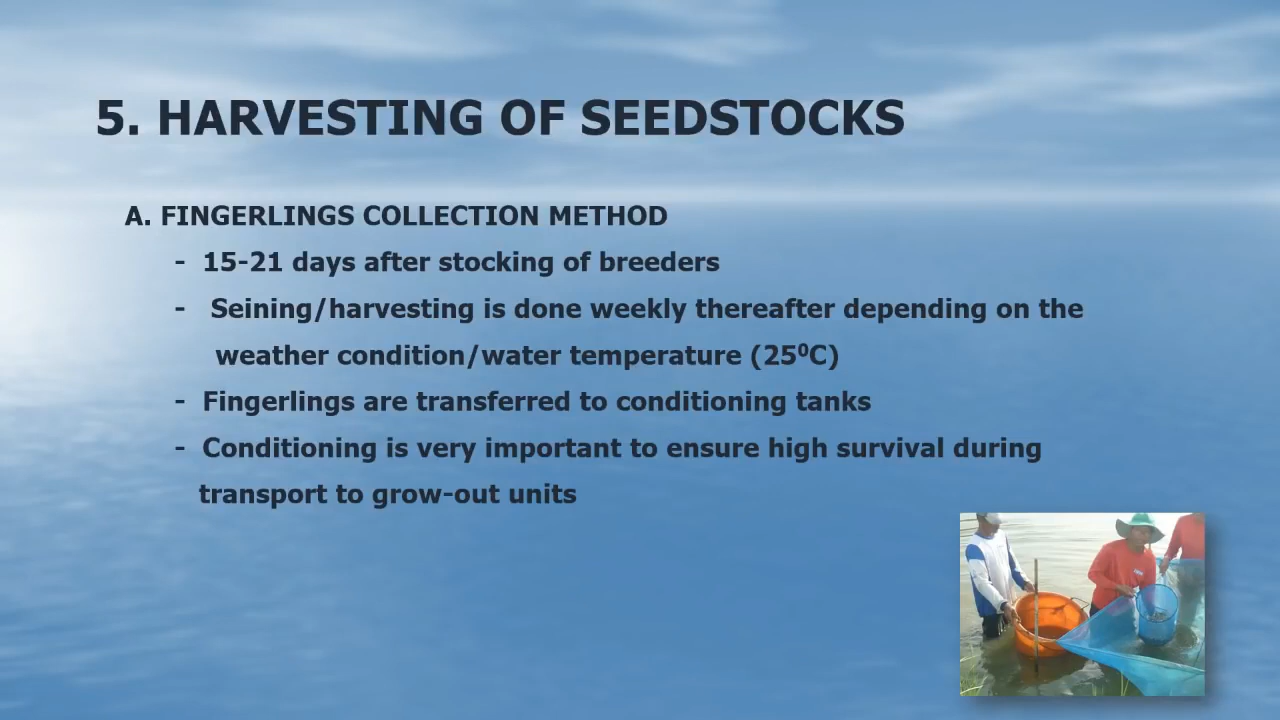 5. HARVESTING OF SEEDSTOCKS
A. FINGERLINGS COLLECTION METHOD
- 15-21 days after stocking of breeders
- Seining/harvesting is done weekly thereafter depending on the
weather condition/water temperature (25⁰C)
- Fingerlings are transferred to conditioning tanks
- Conditioning is very important to ensure high survival during
transport to grow-out units